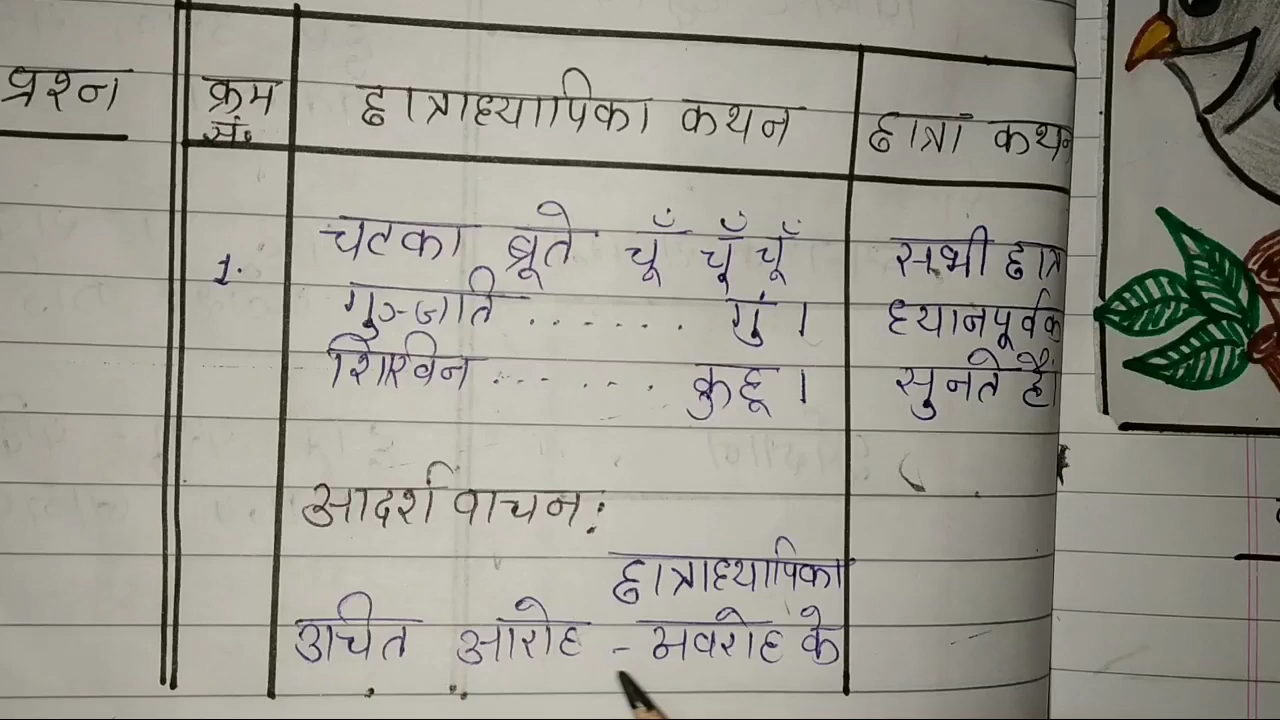 प्रश्न
क्रम सं.
छात्राध्यापिका कथन
छात्रा कथन
1.
चटका ब्रूते चूँ चूँ चूँ
गुञ्जति ...... गुं ।
शिखिन ...... कुहू ।
सभी छात्र
ध्यानपूर्वक
सुनते हैं।
आदर्श वाचन:
छात्राध्यापिका
उचित आरोह - अवरोह के